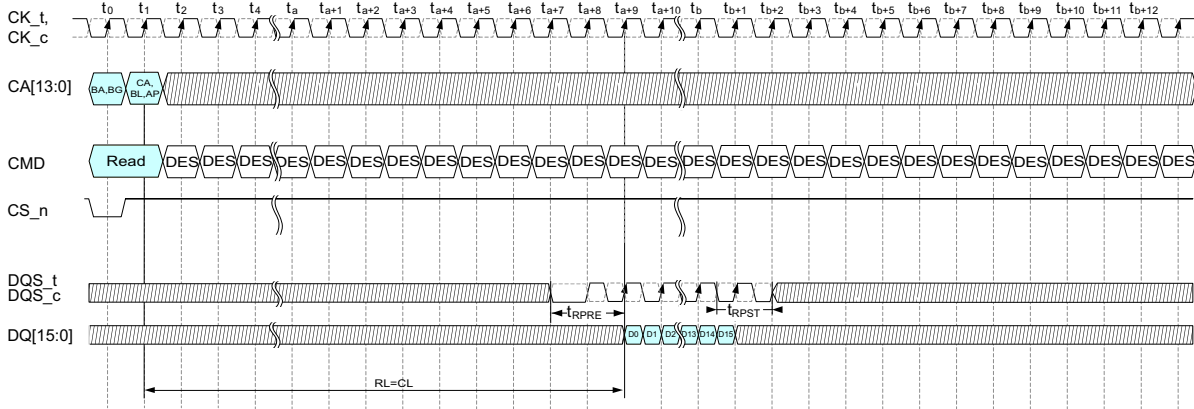 t0 t1 t2 t3 t4 ta ta+1 ta+2 ta+3 ta+4 ta+5 ta+6 ta+7 ta+8 ta+9 ta+10 tb tb+1 tb+2 tb+3 tb+4 tb+5 tb+6 tb+7 tb+8 tb+9 tb+10 tb+11 tb+12
CK_t,
CK_c
CA[13:0] BA,BG CA,
BL,AP
CMD Read DES DES DES DES DES DES DES DES DES DES DES DES DES DES DES DES DES DES DES DES DES DES DES DES DES DES DES DES
CS_n
DQS_t
DQS_c
tRPRE tRPST
DQ[15:0] D0 D1 D2 D13 D14 D15
RL=CL